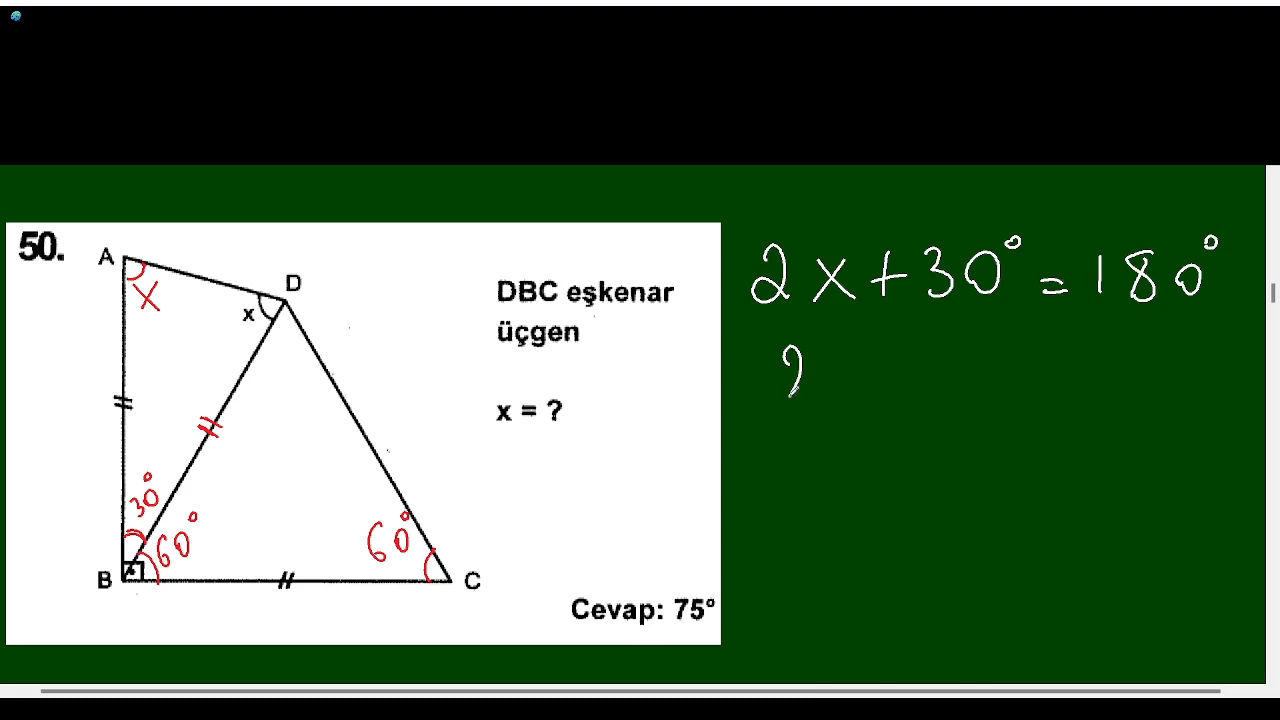 50.
A
D
x
x
DBC eşkenar
üçgen
x = ?
30°
60°
60°
B
C
Cevap: 75°
2x+30°=180°